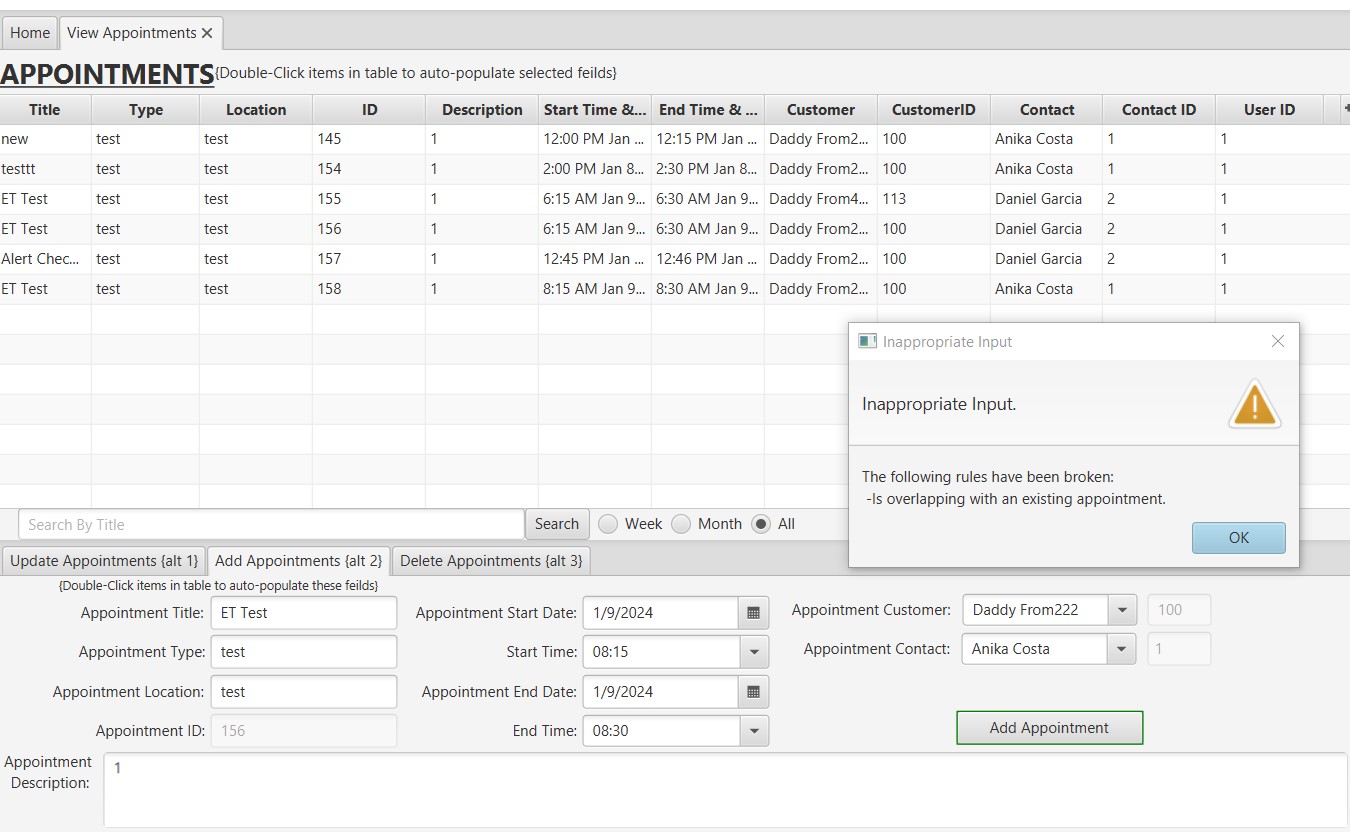 Home View Appointments
APPOINTMENTS{Double-Click items in table to auto-populate selected feilds}
Title Type Location ID Description Start Time &... End Time & ... Customer CustomerID Contact Contact ID User ID +
new test test 145 1 12:00 PM Jan ... 12:15 PM Jan ... Daddy From2... 100 Anika Costa 1 1
testtt test test 154 1 2:00 PM Jan 8... 2:30 PM Jan 8... Daddy From2... 100 Anika Costa 1 1
ET Test test test 155 1 6:15 AM Jan 9... 6:30 AM Jan 9... Daddy From4... 113 Daniel Garcia 2 1
ET Test test test 156 1 6:15 AM Jan 9... 6:30 AM Jan 9... Daddy From2... 100 Daniel Garcia 2 1
Alert Chec... test test 157 1 12:45 PM Jan ... 12:46 PM Jan ... Daddy From2... 100 Daniel Garcia 2 1
ET Test test test 158 1 8:15 AM Jan 9... 8:30 AM Jan 9... Daddy From2... 100 Anika Costa 1 1
Inappropriate Input
Inappropriate Input.
The following rules have been broken:
-Is overlapping with an existing appointment.
OK
Search By Title Search Week Month All
Update Appointments {alt 1} Add Appointments {alt 2} Delete Appointments {alt 3}
{Double-Click items in table to auto-populate these feilds}
Appointment Title: ET Test Appointment Start Date: 1/9/2024 Appointment Customer: Daddy From222 100
Appointment Type: test Start Time: 08:15 Appointment Contact: Anika Costa 1
Appointment Location: test Appointment End Date: 1/9/2024
Appointment ID: 156 End Time: 08:30 Add Appointment
Appointment
Description: 1